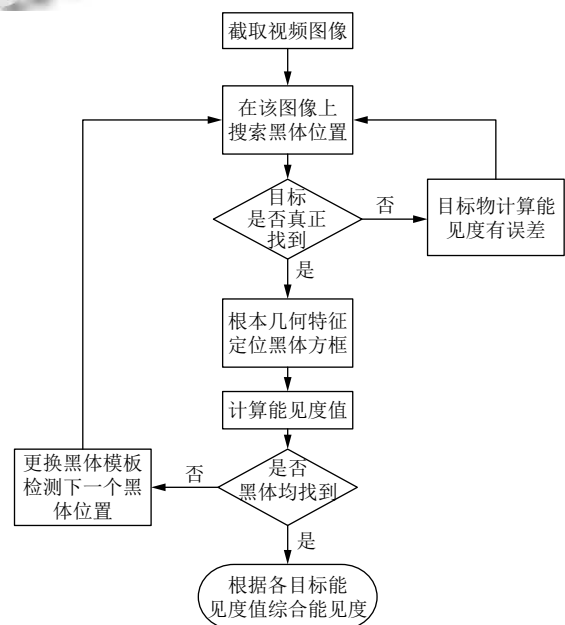 截取视频图像
在该图像上
搜索黑体位置
目标
是否真正
找到
否
目标物计算能
见度有误差
是
根本几何特征
定位黑体方框
计算能见度值
是否
黑体均找到
否
更换黑体模板
检测下一个黑
体位置
是
根据各目标能
见度值综合能见度